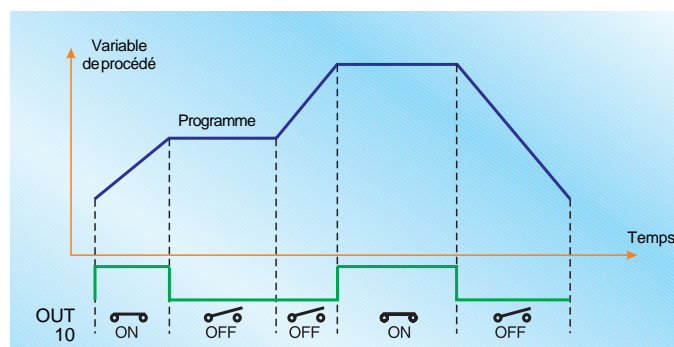 Variable
de procédé
Programme
Temps
OUT
10
ON
OFF
OFF
ON
OFF